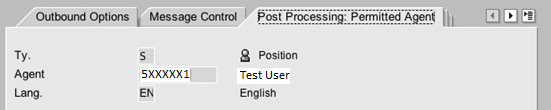 Outbound Options Message Control Post Processing: Permitted Agent
Ty. S Position
Agent 5XXXXX1 Test User
Lang. EN English